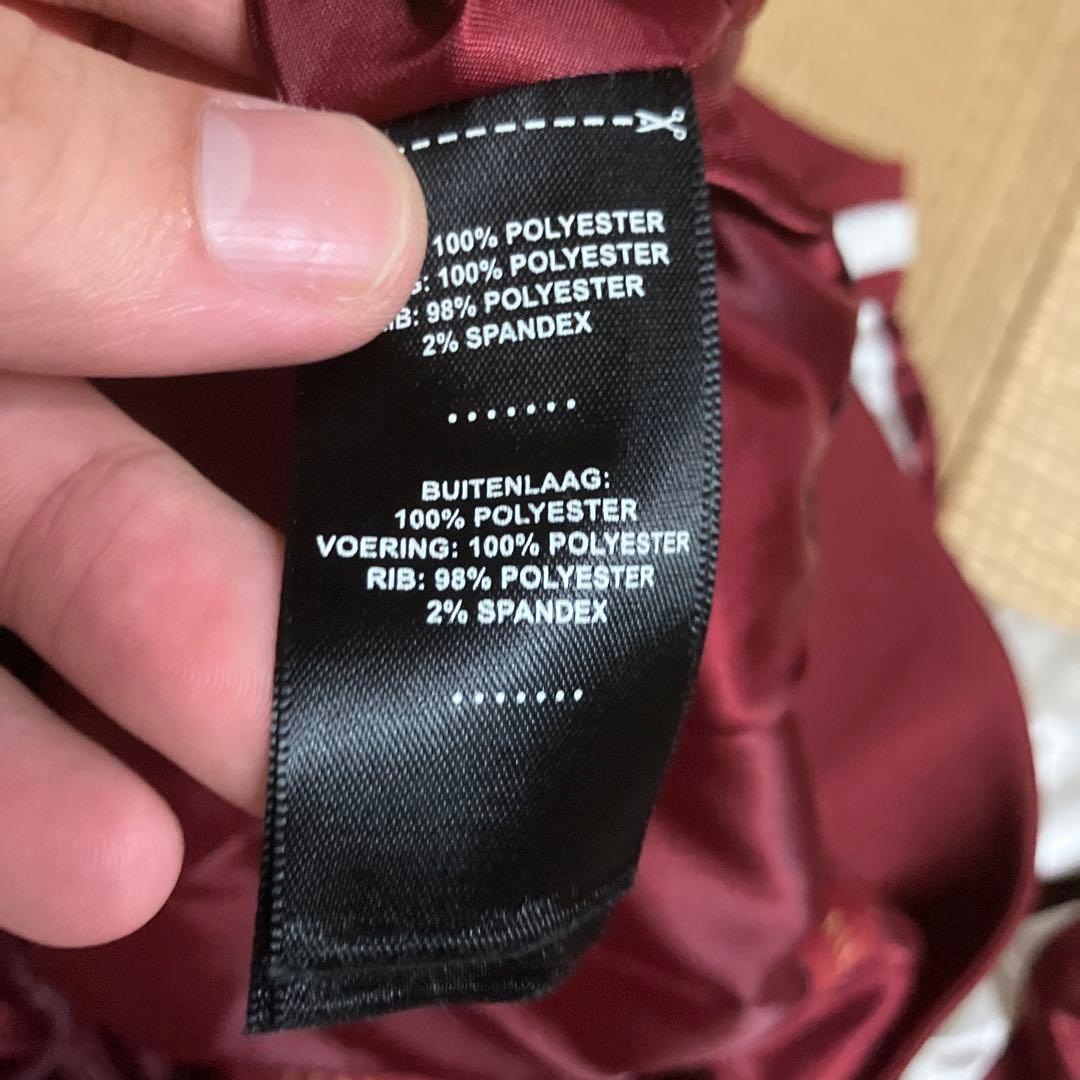 100% POLYESTER
100% POLYESTER
98% POLYESTER
2% SPANDEX
BUITENLAAG:
100% POLYESTER
VOERING: 100% POLYESTER
RIB: 98% POLYESTER
2% SPANDEX